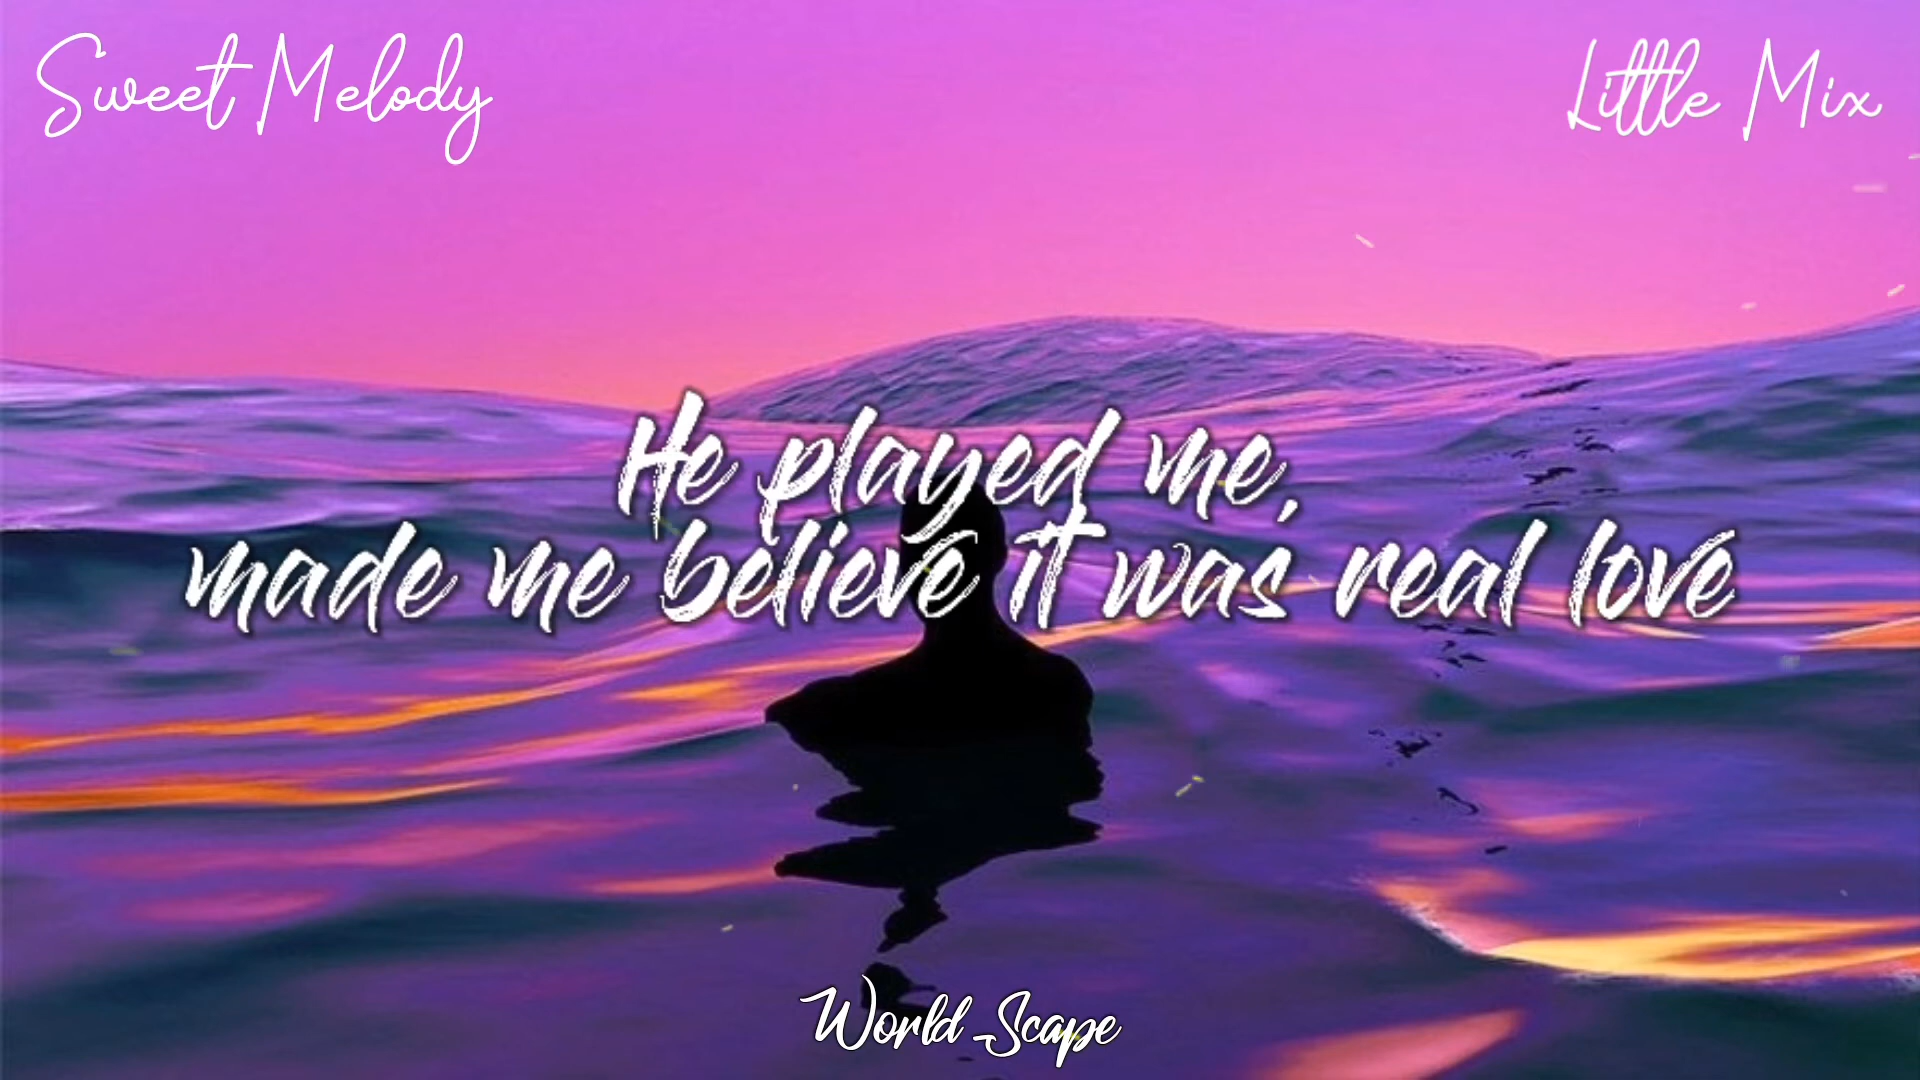 Sweet Melody
Little Mix
He played me,
made me believe it was real love
World Scape